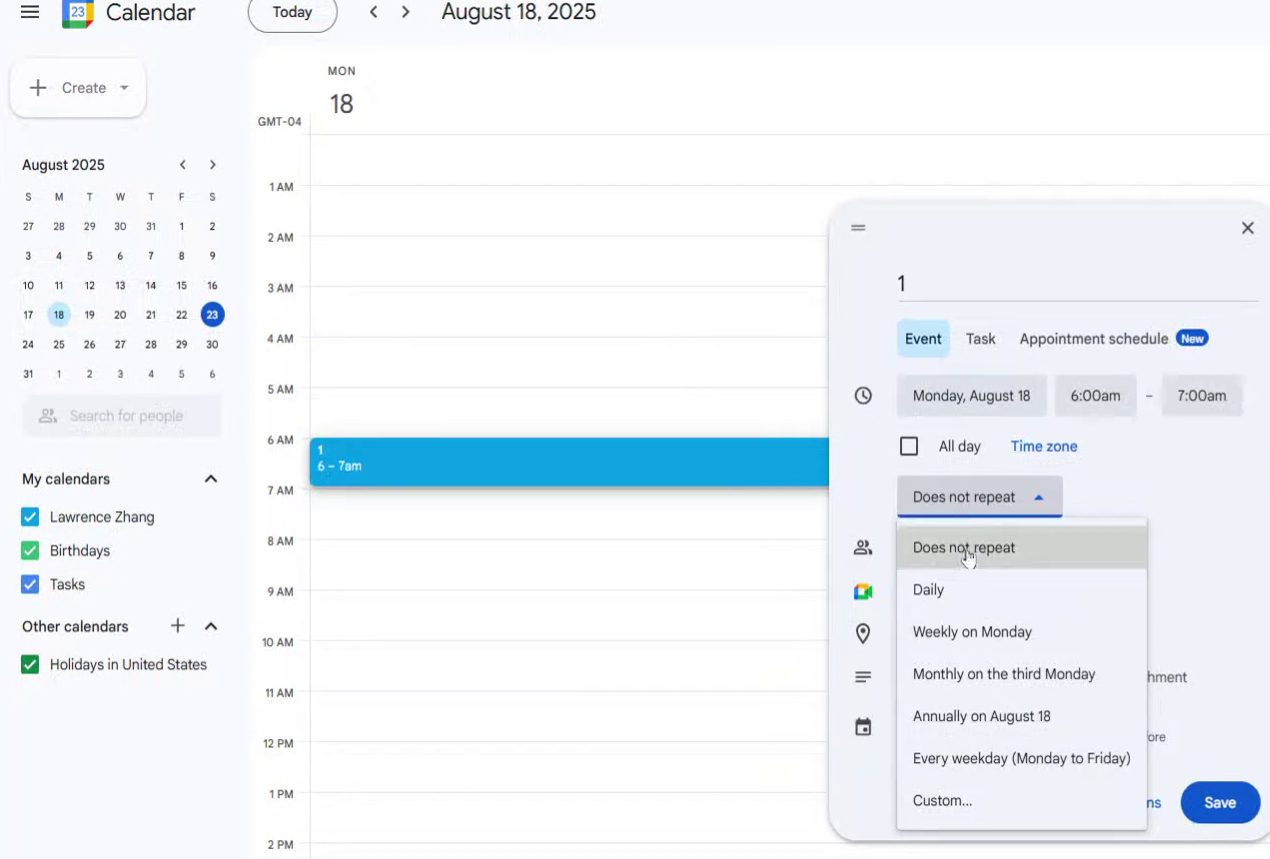 23 Calendar
Today
August 18, 2025
Create
MON
18
GMT-04
August 2025
S M T W T F S
27 28 29 30 31 1 2
3 4 5 6 7 8 9
10 11 12 13 14 15 16
17 18 19 20 21 22 23
24 25 26 27 28 29 30
31 1 2 3 4 5 6
Search for people
My calendars
Lawrence Zhang
Birthdays
Tasks
Other calendars
Holidays in United States
1 AM
2 AM
3 AM
4 AM
5 AM
6 AM
7 AM
8 AM
9 AM
10 AM
11 AM
12 PM
1 PM
2 PM
1
6 – 7am
1
Event Task Appointment schedule New
Monday, August 18 6:00am – 7:00am
All day Time zone
Does not repeat
Does not repeat
Daily
Weekly on Monday
Monthly on the third Monday
hment
Annually on August 18
ore
Every weekday (Monday to Friday)
Custom...
ns
Save